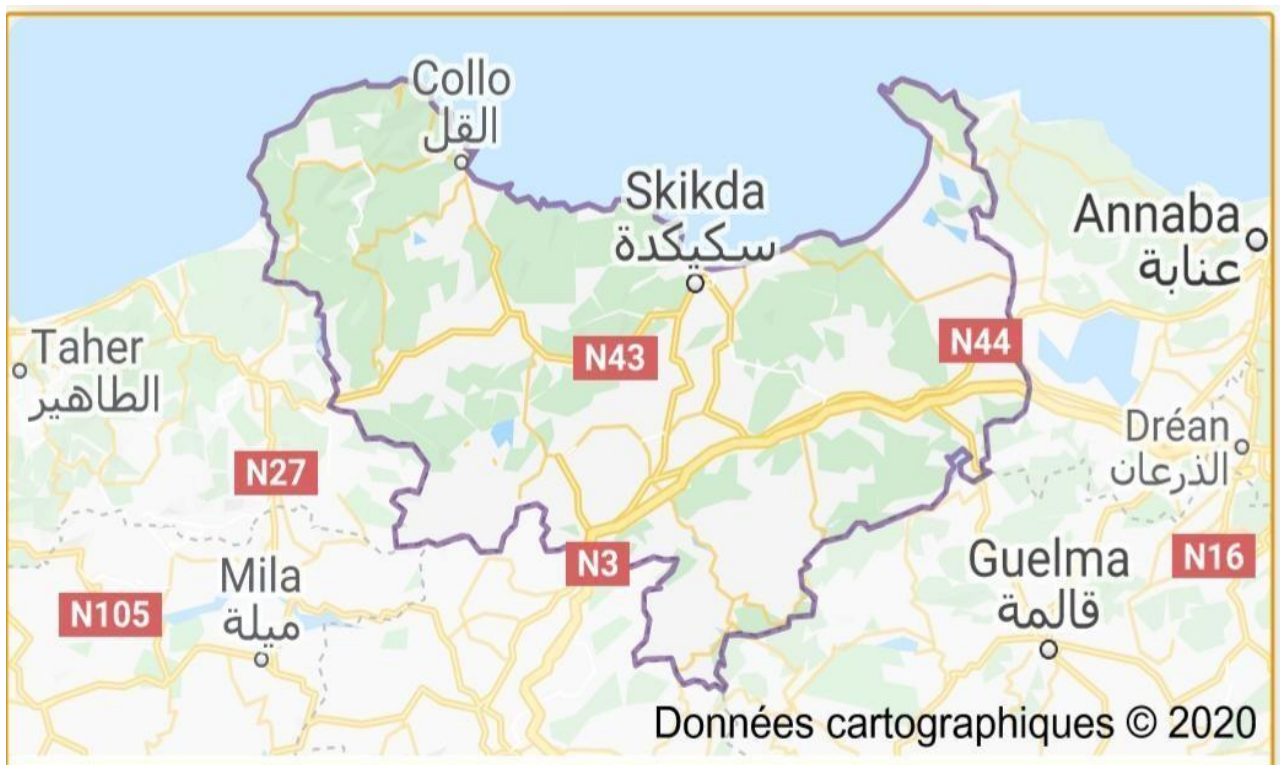 Collo
القل
Skikda
سكيكدة
Annaba
عنابة
Taher
الطاهير
N43
N44
Dréan
الذرعان
N27
N3
Mila
ميلة
Guelma
قالمة
N16
N105
Données cartographiques © 2020